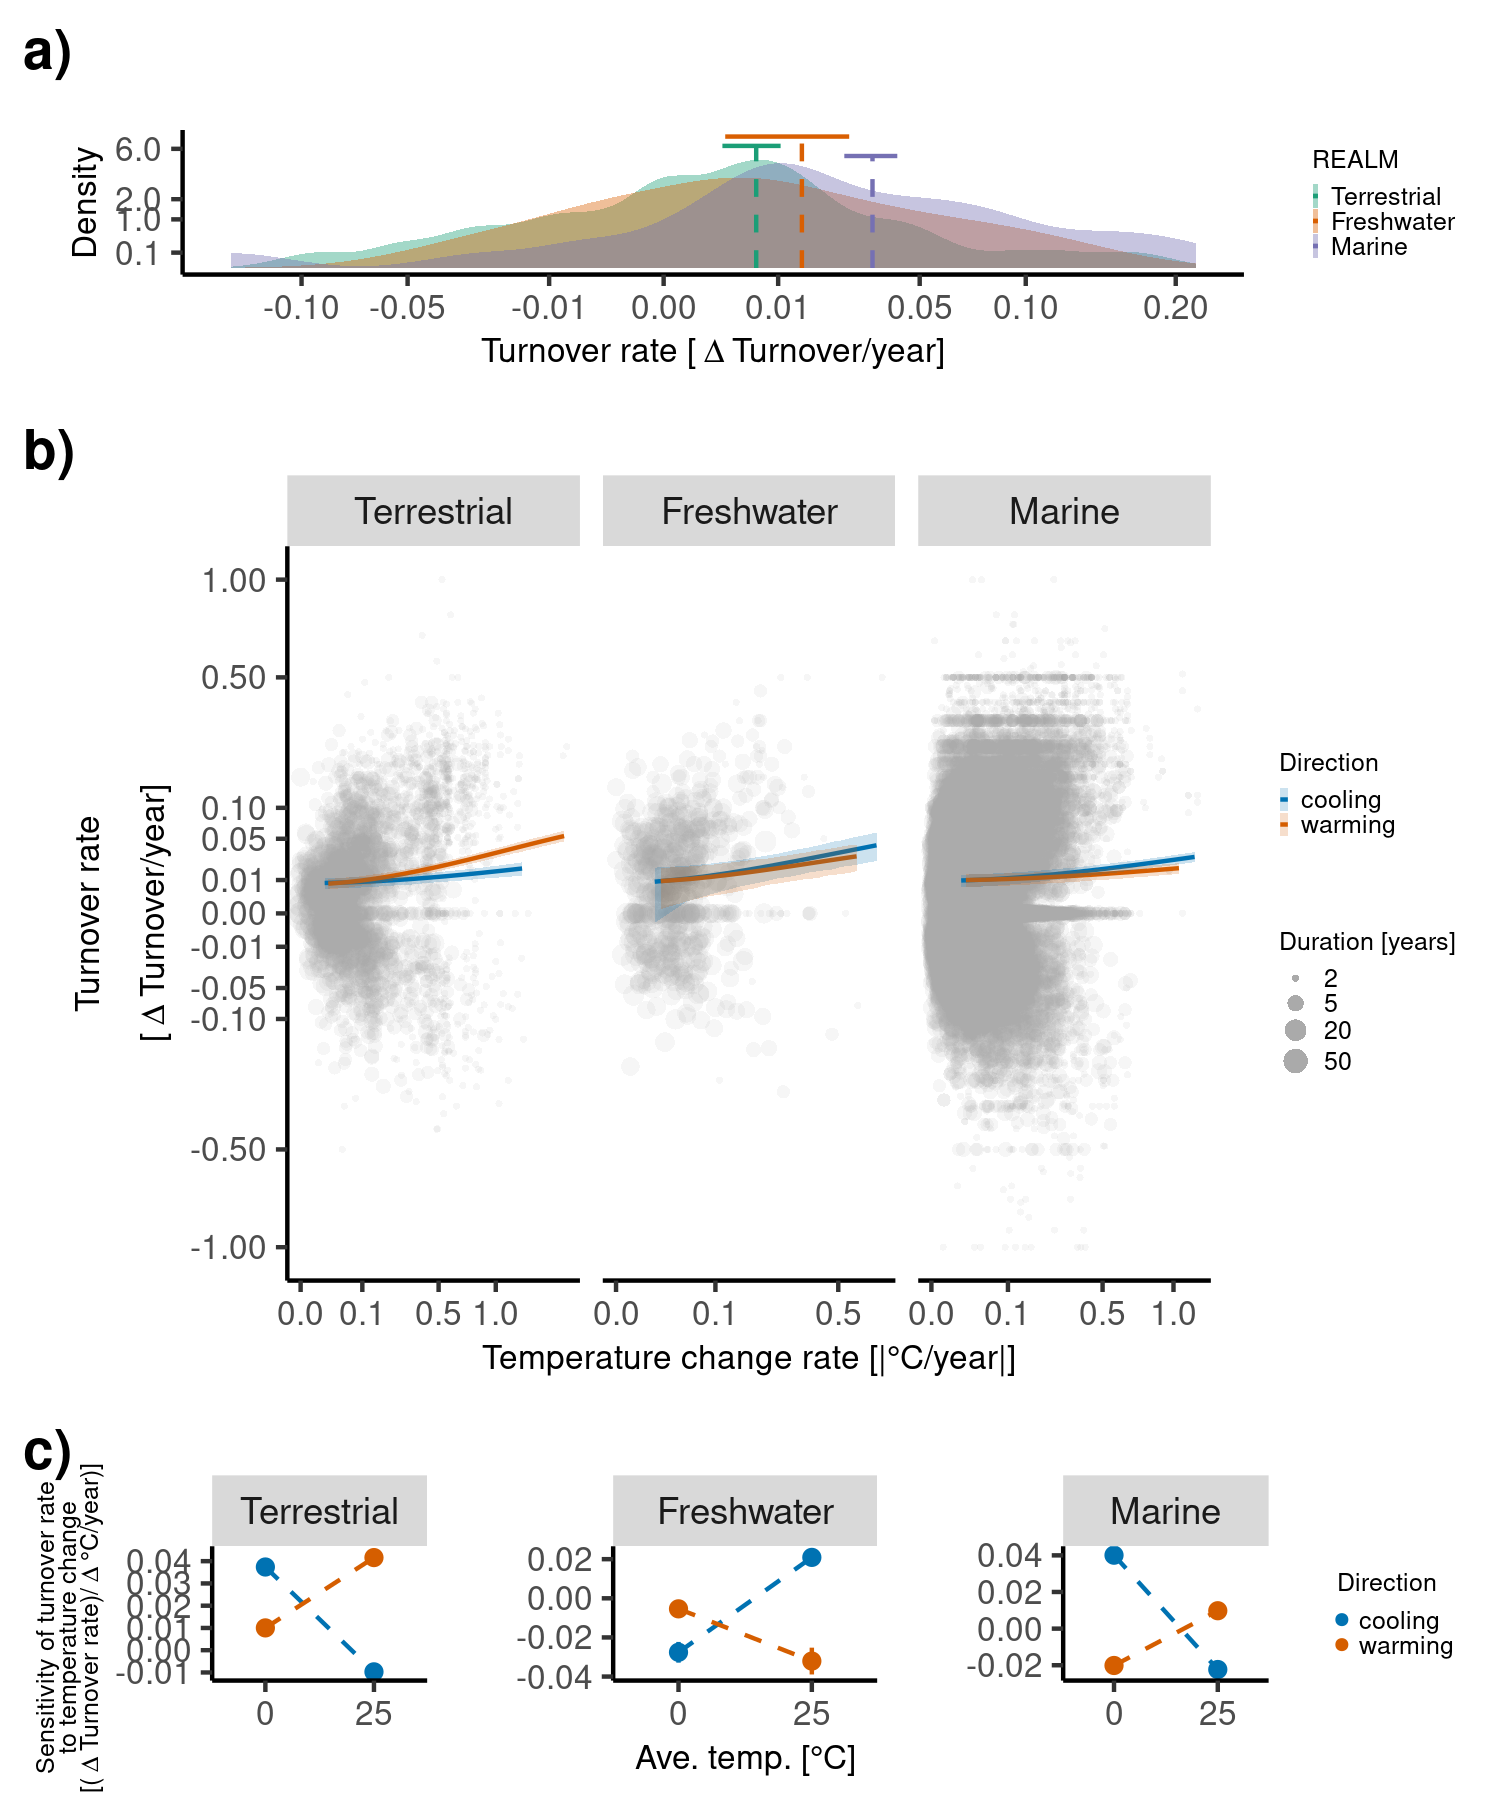 a)
Density
6.0
2.0
1.0
0.1
-0.10 -0.05 -0.01 0.00 0.01 0.05 0.10 0.20
Turnover rate [ Δ Turnover/year]
REALM
Terrestrial
Freshwater
Marine
b)
Terrestrial Freshwater Marine
Turnover rate
[ Δ Turnover/year]
1.00
0.50
0.10
0.05
0.01
0.00
-0.01
-0.05
-0.10
-0.50
-1.00
0.0 0.1 0.5 1.0 0.0 0.1 0.5 0.0 0.1 0.5 1.0
Temperature change rate [|°C/year|]
Direction
cooling
warming
Duration [years]
2
5
20
50
c)
Sensitivity of turnover rate
to temperature change
[( Δ Turnover rate)/ Δ °C/year)]
Terrestrial
0.04
0.03
0.02
0.01
0.00
-0.01
0 25
Freshwater
0.02
0.00
-0.02
-0.04
0 25
Marine
0.04
0.02
0.00
-0.02
0 25
Ave. temp. [°C]
Direction
cooling
warming